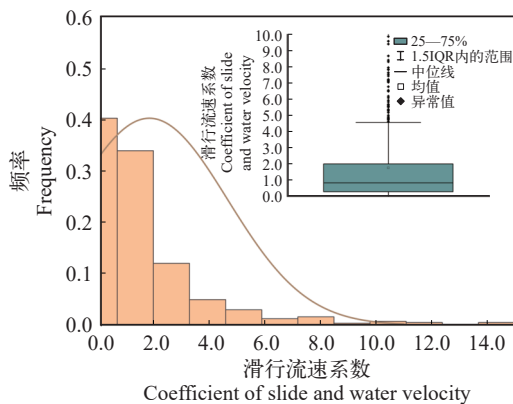 0.6
0.5
0.4
0.3
0.2
0.1
0.0
频率
Frequency
0.0
2.0
4.0
6.0
8.0
10.0
12.0
14.0
滑行流速系数
Coefficient of slide and water velocity
10.0
9.0
8.0
7.0
6.0
5.0
4.0
3.0
2.0
1.0
滑行流速系数
Coefficient of slide
and water velocity
25—75%
1.5IQR内的范围
中位线
均值
异常值